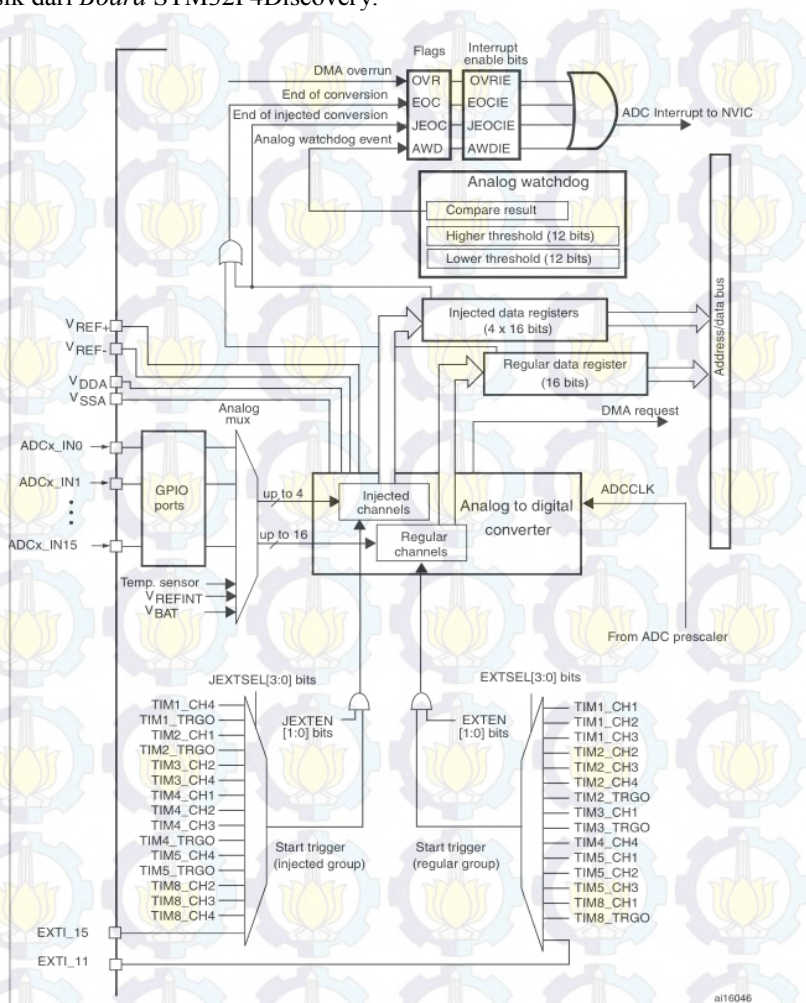 dari Board STM32F4Discovery.
Flags
Interrupt
enable bits
DMA overrun
OVR
OVRIE
End of conversion
EOC
EOCIE
End of injected conversion
JEOC
JEOCIE
ADC Interrupt to NVIC
Analog watchdog event
AWD
AWDIE
Analog watchdog
Compare result
Higher threshold (12 bits)
Lower threshold (12 bits)
Address/data bus
VREF+
VREF-
VDDA
VSSA
Injected data registers
(4 x 16 bits)
Regular data register
(16 bits)
Analog
mux
DMA request
ADCx_IN0
ADCx_IN1
ADCx_IN15
GPIO
ports
up to 4
up to 16
Injected
channels
Regular
channels
Analog to digital
converter
ADCCLK
Temp. sensor
VREFINT
VBAT
From ADC prescaler
JEXTSEL[3:0] bits
TIM1_CH4
TIM1_TRGO
TIM2_CH1
TIM2_TRGO
TIM3_CH2
TIM3_CH4
TIM4_CH1
TIM4_CH2
TIM4_CH3
TIM4_TRGO
TIM5_CH4
TIM5_TRGO
TIM8_CH2
TIM8_CH3
TIM8_CH4
JEXTEN
[1:0] bits
Start trigger
(injected group)
EXTSEL[3:0] bits
EXTEN
[1:0] bits
Start trigger
(regular group)
TIM1_CH1
TIM1_CH2
TIM1_CH3
TIM2_CH2
TIM2_CH3
TIM2_CH4
TIM2_TRGO
TIM3_CH1
TIM3_TRGO
TIM4_CH4
TIM5_CH1
TIM5_CH2
TIM5_CH3
TIM8_CH1
TIM8_TRGO
EXTI_15
EXTI_11
ai16046